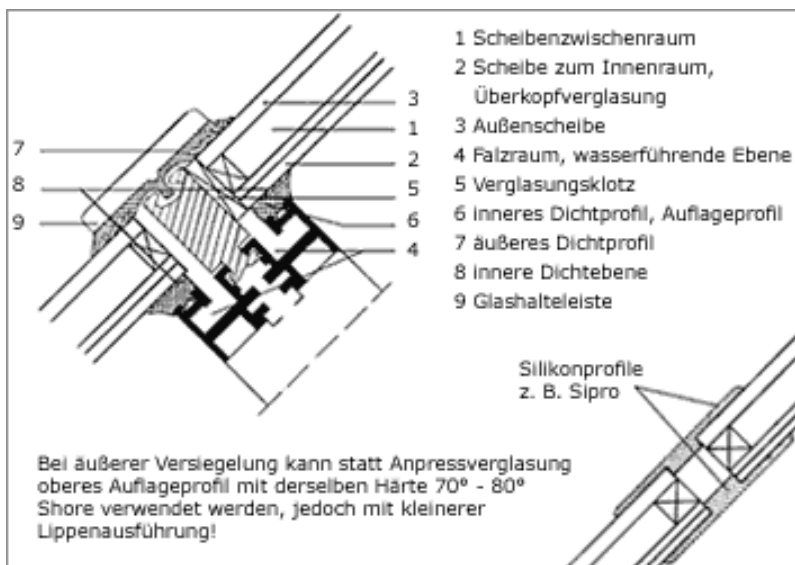 1 Scheibenzwischenraum
2 Scheibe zum Innenraum,
Überkopfverglasung
3 Außenscheibe
4 Falzraum, wasserführende Ebene
5 Verglasungsklotz
6 inneres Dichtprofil, Auflageprofil
7 äußeres Dichtprofil
8 innere Dichtebene
9 Glashalteleiste
3
1
2
5
6
4
7
8
9
Silikonprofile
z. B. Sipro
Bei äußerer Versiegelung kann statt Anpressverglasung
oberes Auflageprofil mit derselben Härte 70° - 80°
Shore verwendet werden, jedoch mit kleinerer
Lippenausführung!